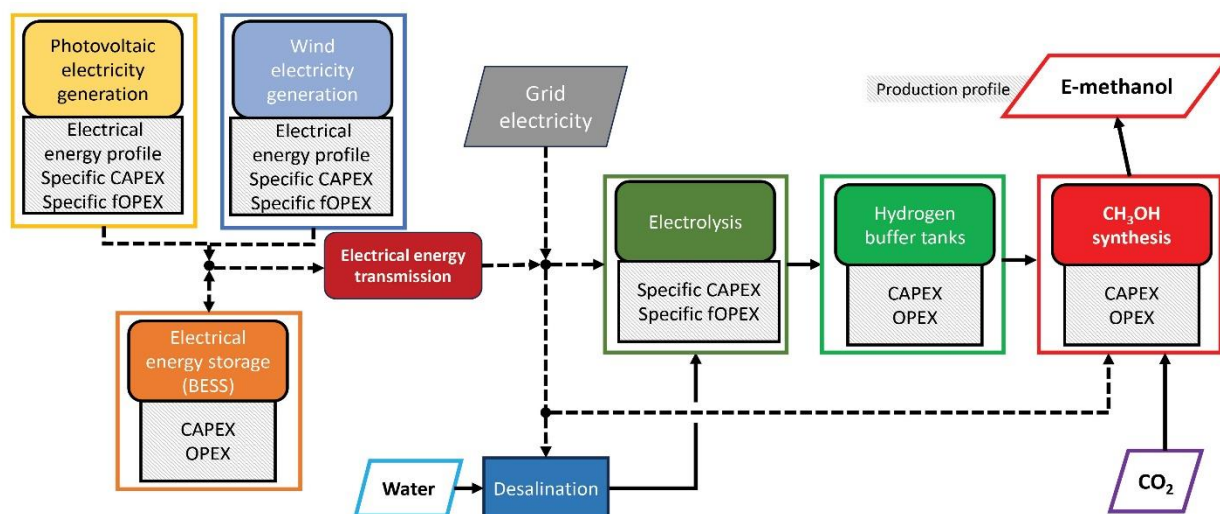 Photovoltaic
electricity
generation
Electrical
energy profile
Specific CAPEX
Specific fOPEX
Wind
electricity
generation
Electrical
energy profile
Specific CAPEX
Specific fOPEX
Grid
electricity
Production profile
E-methanol
Electrical energy
transmission
Electrolysis
Specific CAPEX
Specific fOPEX
Hydrogen
buffer tanks
CAPEX
OPEX
CH₃OH
synthesis
CAPEX
OPEX
Electrical
energy storage
(BESS)
CAPEX
OPEX
Water
Desalination
CO₂